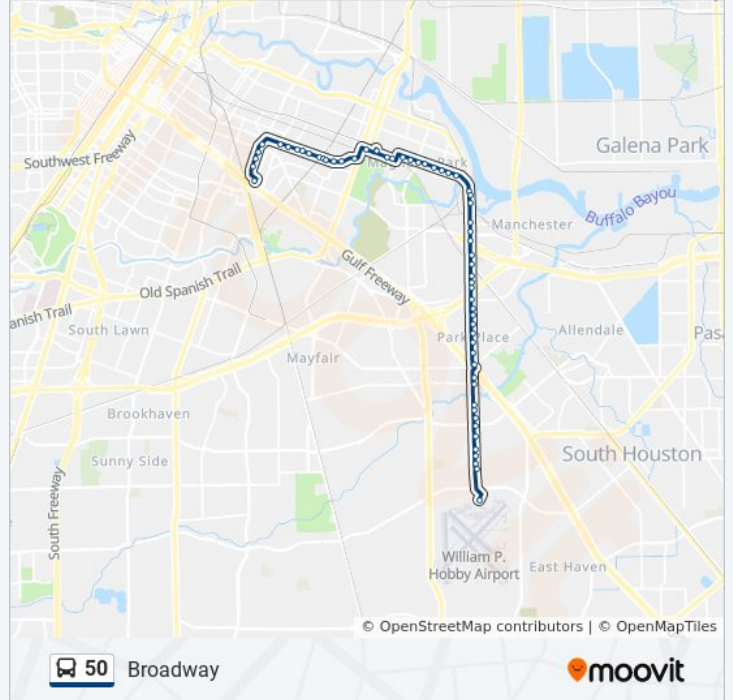 Galena Park
Southwest Freeway
Park
Buffalo Bayou
Manchester
Gulf Freeway
Old Spanish Trail
anish Trail
South Lawn
Park Place
Allendale
Pas
Mayfair
Brookhaven
Sunny Side
South Houston
South Freeway
William P.
Hobby Airport
East Haven
© OpenStreetMap contributors | © OpenMapTiles
50 Broadway
moovit